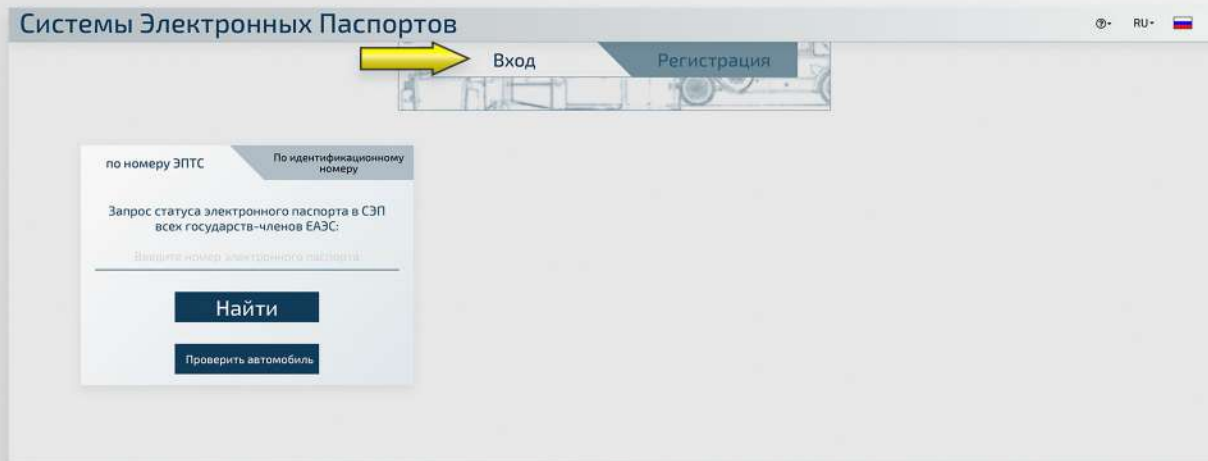 Системы Электронных Паспортов
RU
Вход
Регистрация
по номеру ЭПТС
По идентификационному
номеру
Запрос статуса электронного паспорта в СЭП
всех государств-членов ЕАЭС:
Введите номер электронного паспорта
Найти
Проверить автомобиль